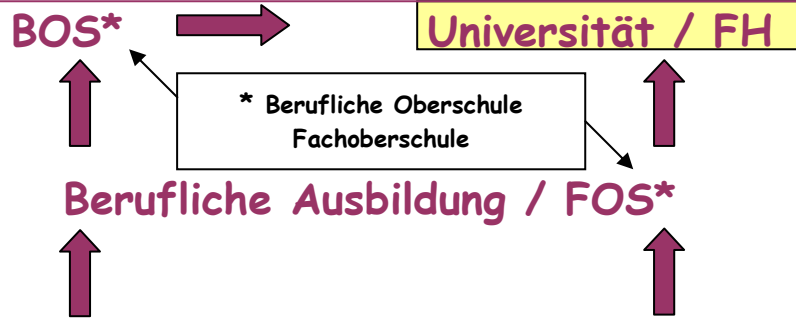 BOS* Universität / FH
* Berufliche Oberschule
Fachoberschule
Berufliche Ausbildung / FOS*